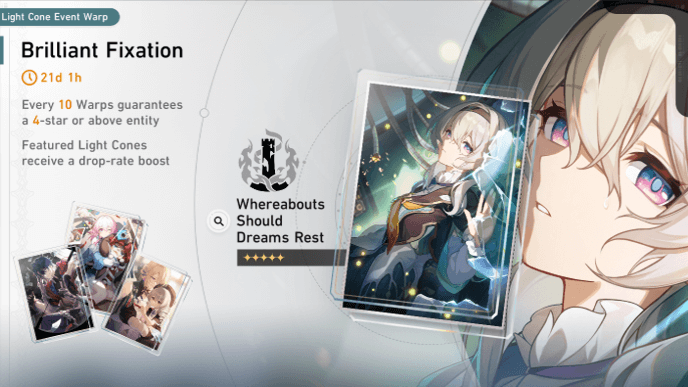 Light Cone Event Warp
Brilliant Fixation
21d 1h
Every 10 Warps guarantees
a 4-star or above entity
Featured Light Cones
receive a drop-rate boost
Whereabouts
Should
Dreams Rest